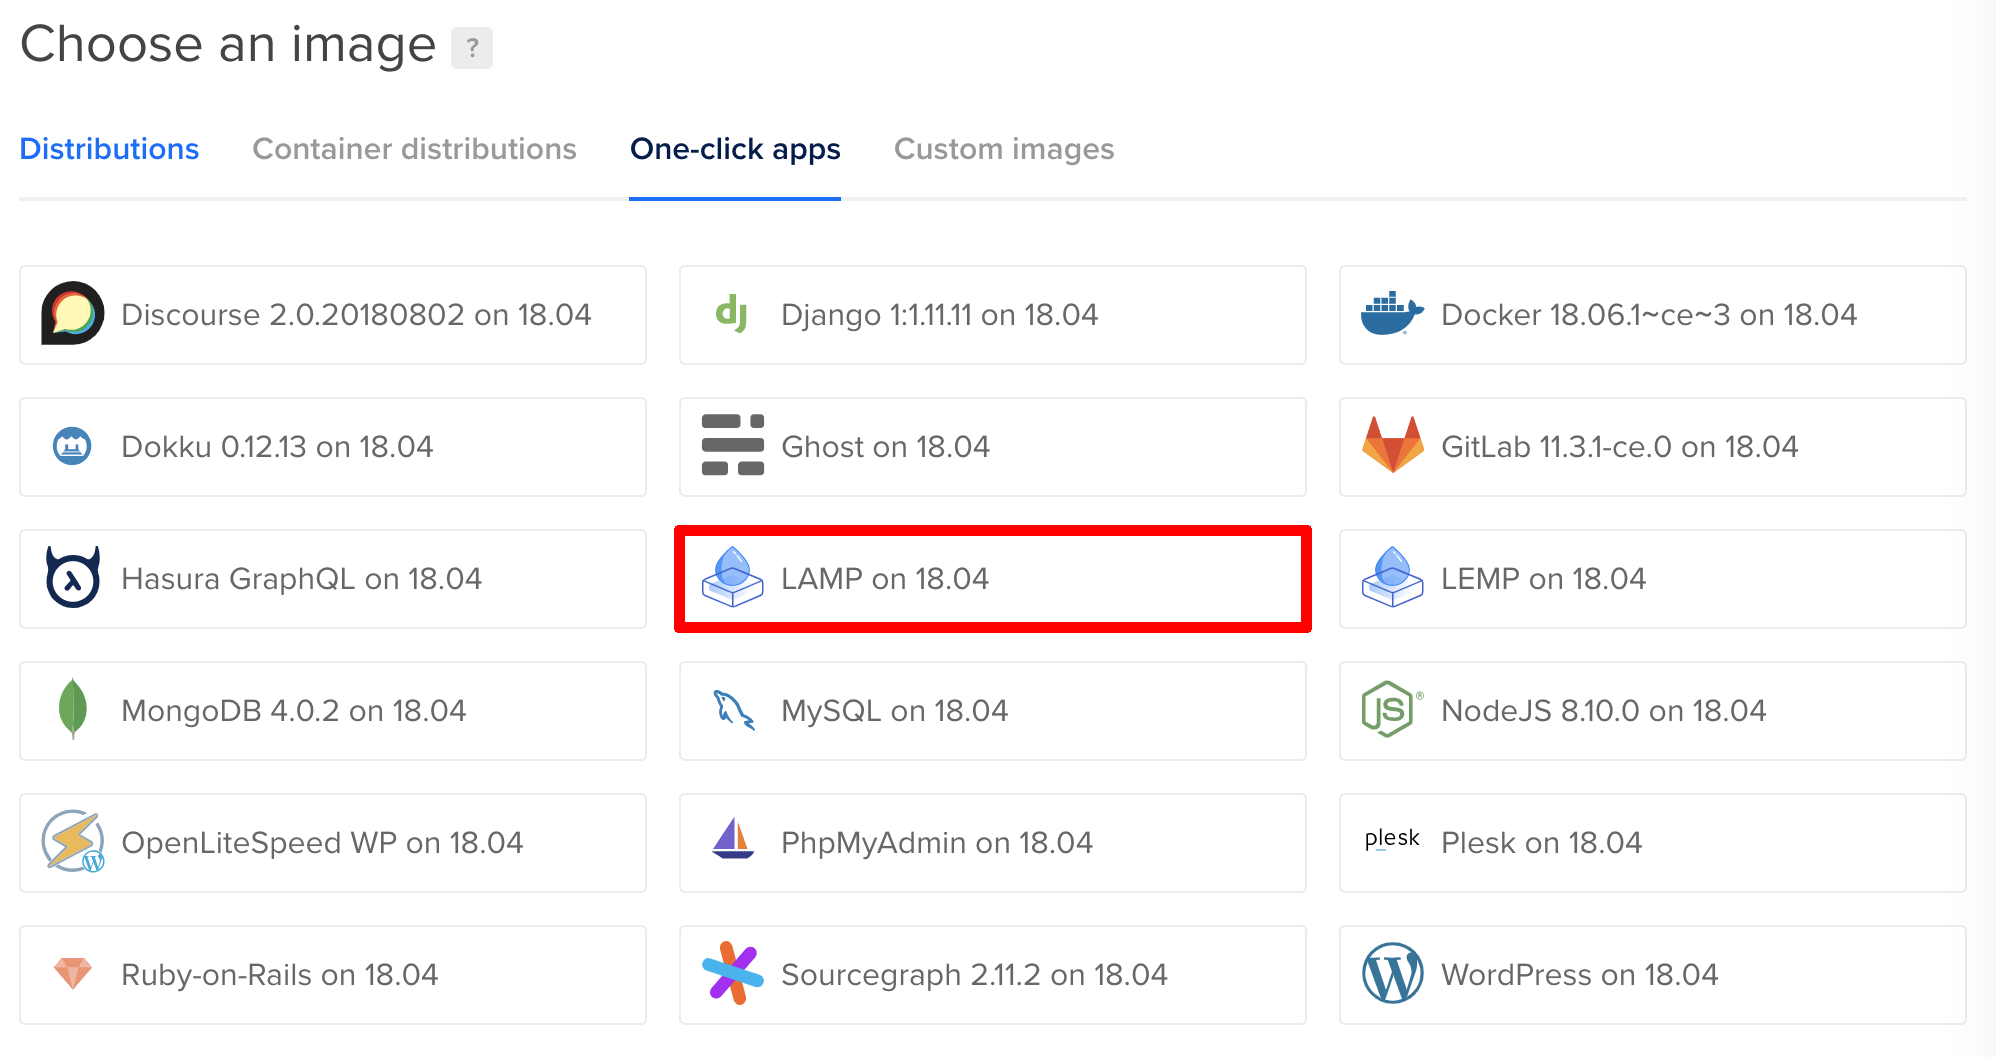 Choose an image ?
Distributions Container distributions One-click apps Custom images
Discourse 2.0.20180802 on 18.04
Django 1:1.11.11 on 18.04
Docker 18.06.1~ce~3 on 18.04
Dokku 0.12.13 on 18.04
Ghost on 18.04
GitLab 11.3.1-ce.0 on 18.04
Hasura GraphQL on 18.04
LAMP on 18.04
LEMP on 18.04
MongoDB 4.0.2 on 18.04
MySQL on 18.04
JS® NodeJS 8.10.0 on 18.04
OpenLiteSpeed WP on 18.04
PhpMyAdmin on 18.04
plesk Plesk on 18.04
Ruby-on-Rails on 18.04
Sourcegraph 2.11.2 on 18.04
WordPress on 18.04